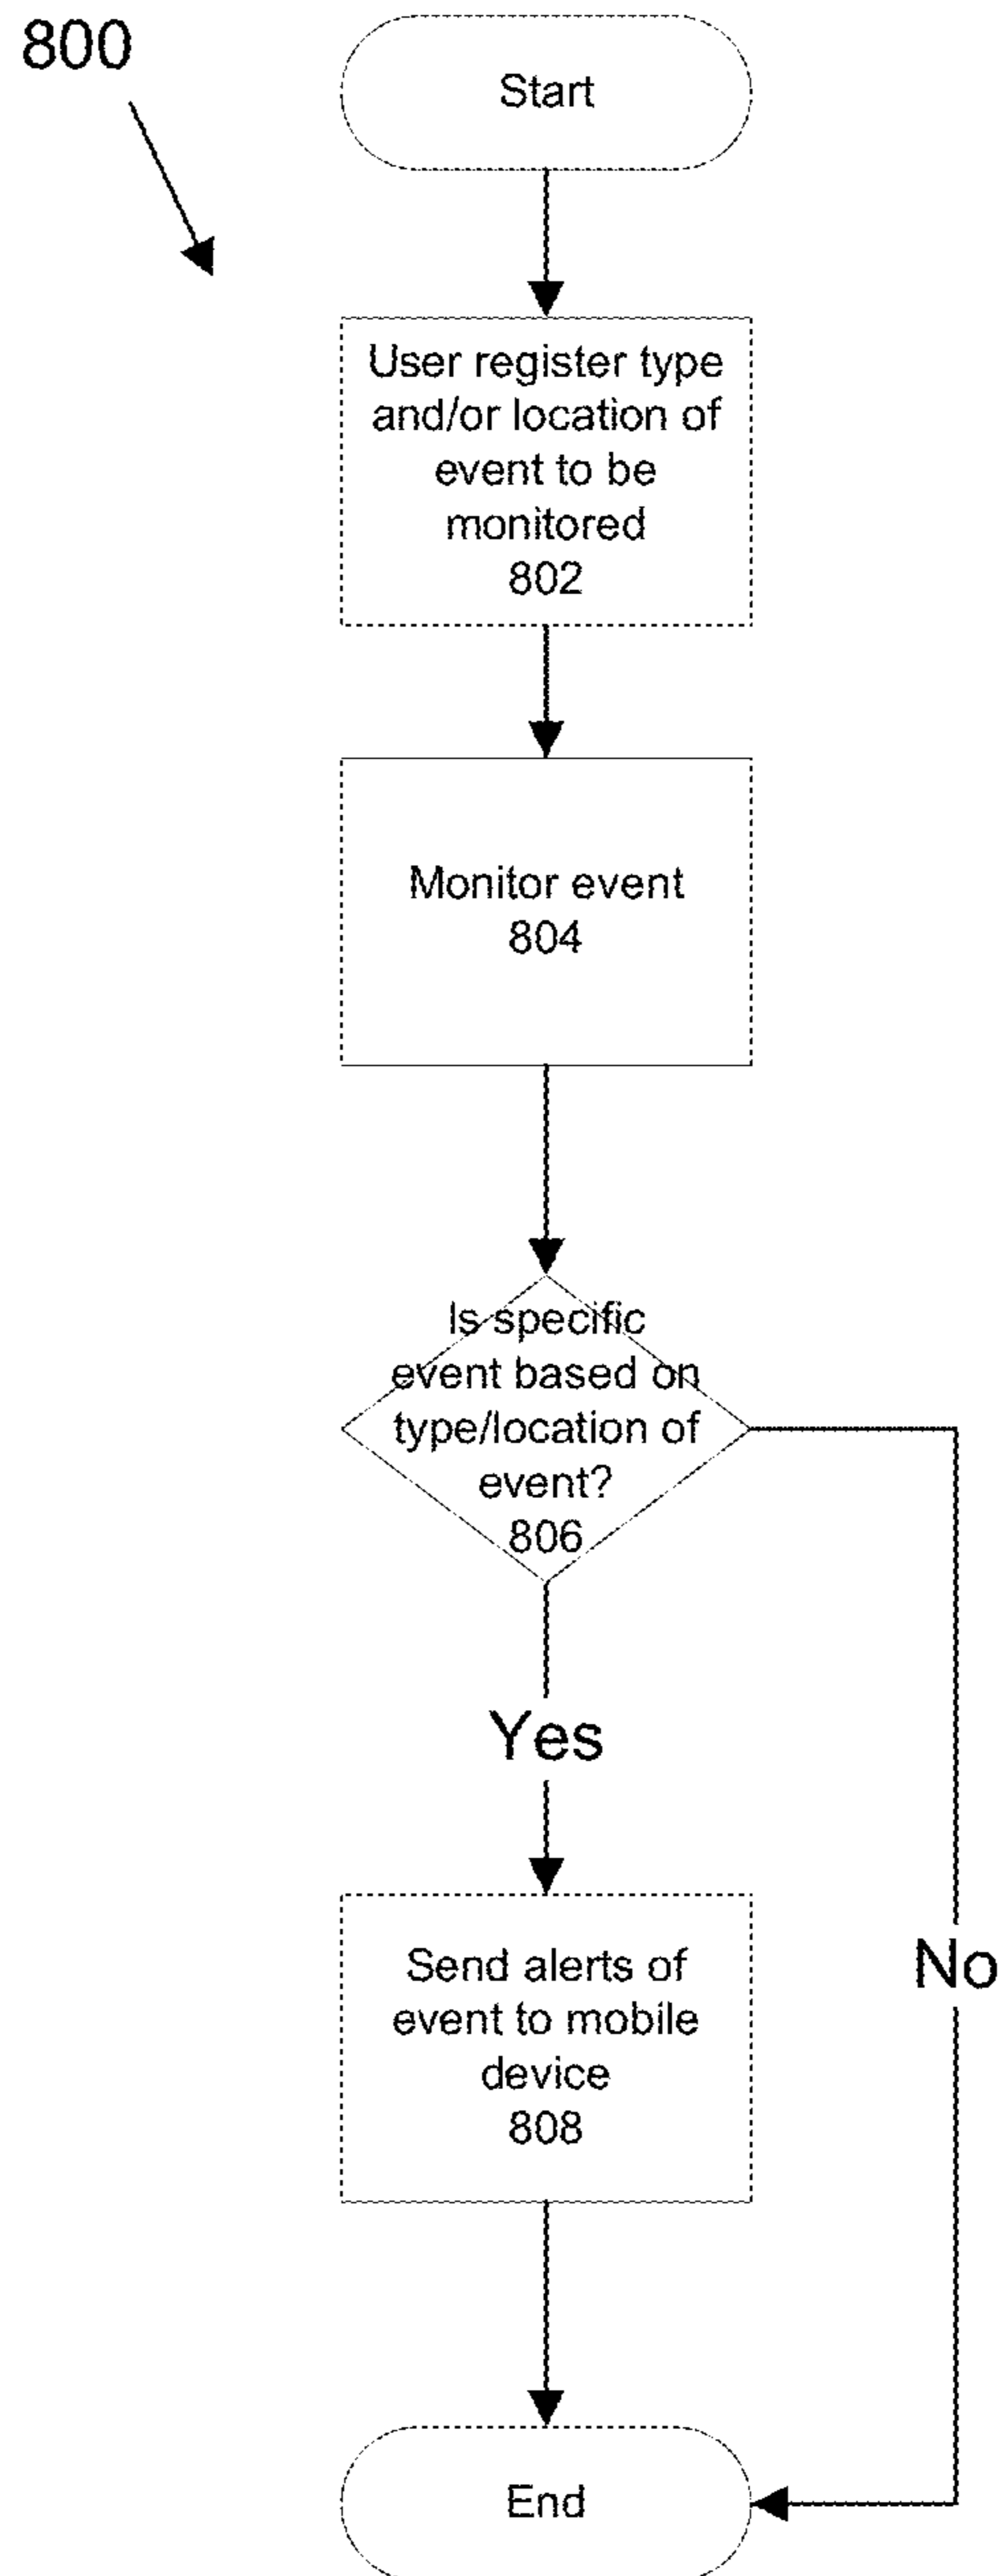 800
Start
User register type
and/or location of
event to be
monitored
802
Monitor event
804
Is specific
event based on
type/location of
event?
806
Yes
Send alerts of
event to mobile
device
808
No
End